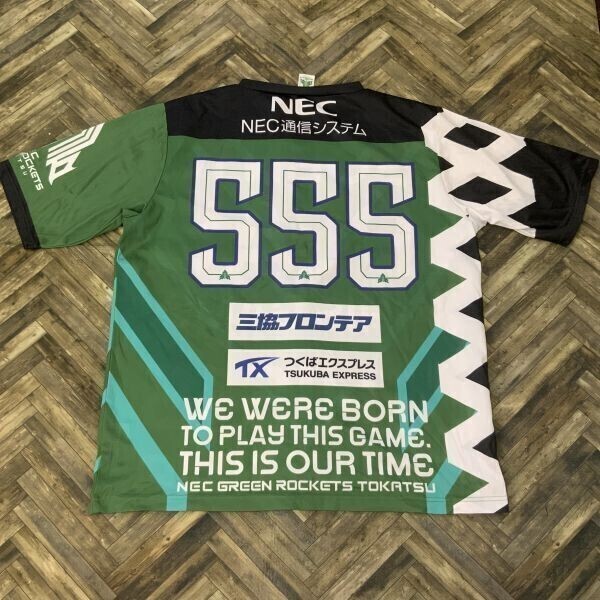 NEC
NEC通信システム
555
三協フロンテア
TX つくばエクスプレス
TSUKUBA EXPRESS
WE WERE BORN
TO PLAY THIS GAME.
THIS IS OUR TIME
NEC GREEN ROCKETS TOKATSU
ROCKETS